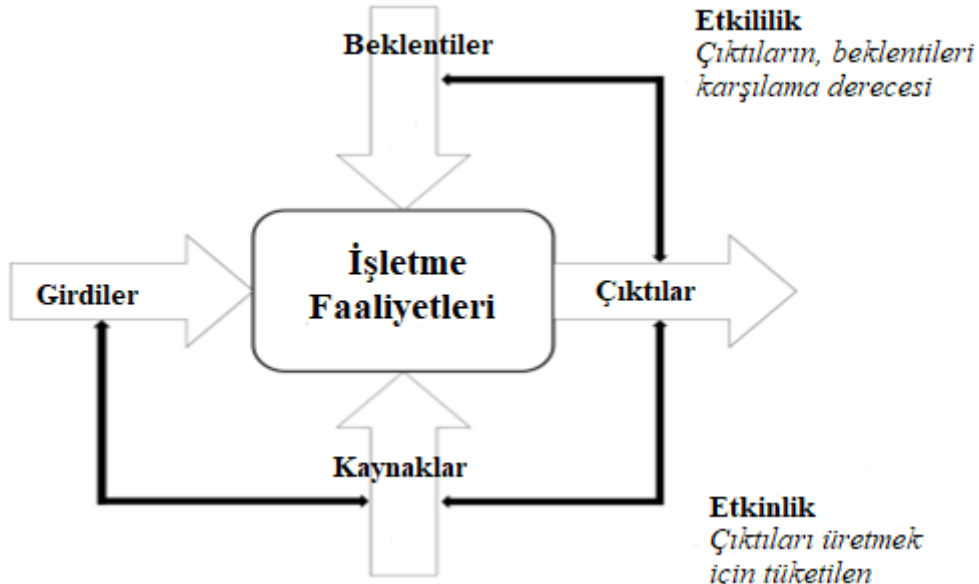 Beklentiler
Etkililik
Çıktıların, beklentileri
karşılama derecesi
İşletme
Faaliyetleri
Girdiler
Çıktılar
Kaynaklar
Etkinlik
Çıktıları üretmek
için tüketilen